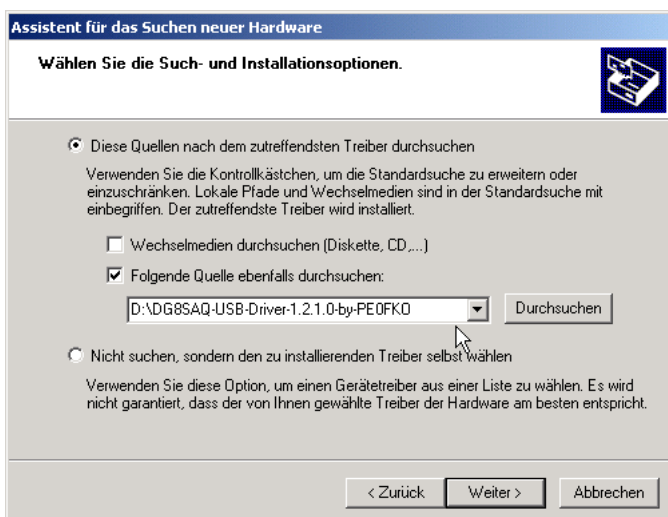 Assistent für das Suchen neuer Hardware
Wählen Sie die Such- und Installationsoptionen.
Diese Quellen nach dem zutreffendsten Treiber durchsuchen
Verwenden Sie die Kontrollkästchen, um die Standardsuche zu erweitern oder
einzuschränken. Lokale Pfade und Wechselmedien sind in der Standardsuche mit
einbegriffen. Der zutreffendste Treiber wird installiert.
Wechselmedien durchsuchen (Diskette, CD,...)
Folgende Quelle ebenfalls durchsuchen:
D:\DG8SAQ-USB-Driver-1.2.1.0-by-PE0FKO
Durchsuchen
Nicht suchen, sondern den zu installierenden Treiber selbst wählen
Verwenden Sie diese Option, um einen Gerätetreiber aus einer Liste zu wählen. Es wird
nicht garantiert, dass der von Ihnen gewählte Treiber der Hardware am besten entspricht.
< Zurück
Weiter >
Abbrechen